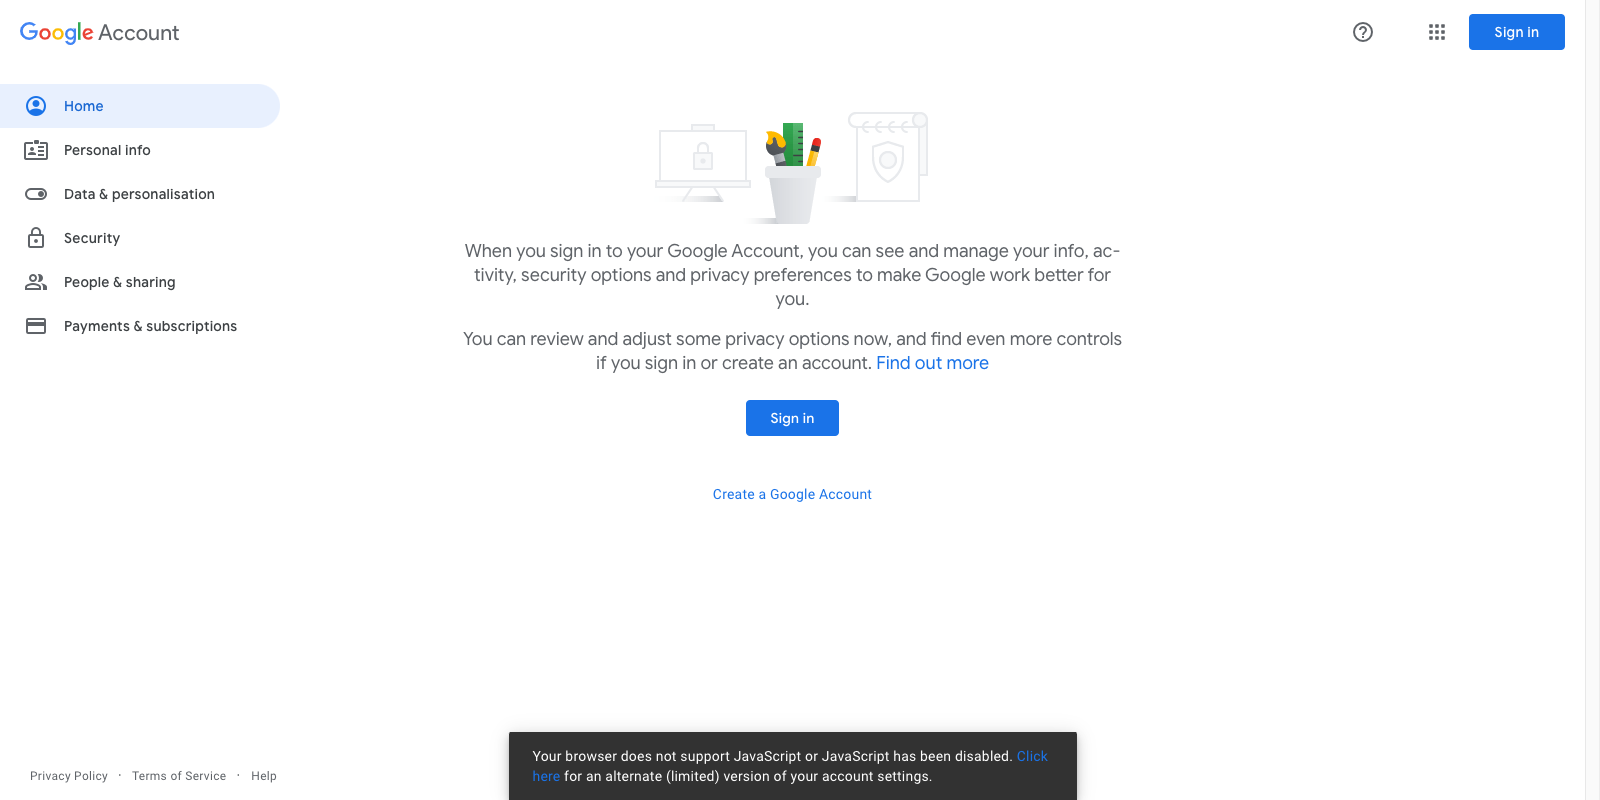 Google Account
Sign in
Home
Personal info
Data & personalisation
Security
People & sharing
Payments & subscriptions
When you sign in to your Google Account, you can see and manage your info, ac-
tivity, security options and privacy preferences to make Google work better for
you.
You can review and adjust some privacy options now, and find even more controls
if you sign in or create an account. Find out more
Sign in
Create a Google Account
Your browser does not support JavaScript or JavaScript has been disabled. Click
here for an alternate (limited) version of your account settings.
Privacy Policy · Terms of Service · Help